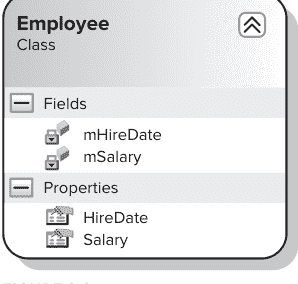 Employee
Class
Fields
mHireDate
mSalary
Properties
HireDate
Salary